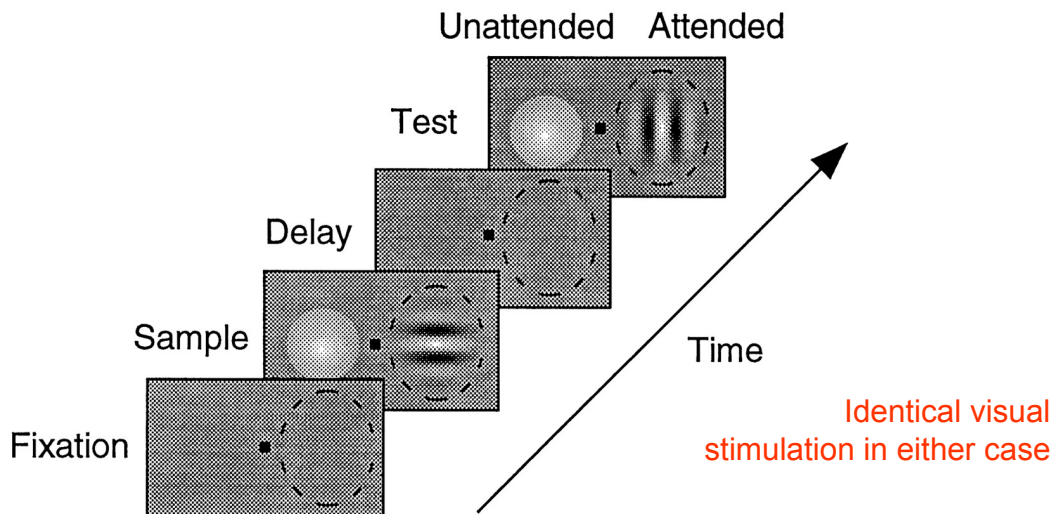 Unattended Attended
Test
Delay
Sample
Time
Identical visual
stimulation in either case
Fixation